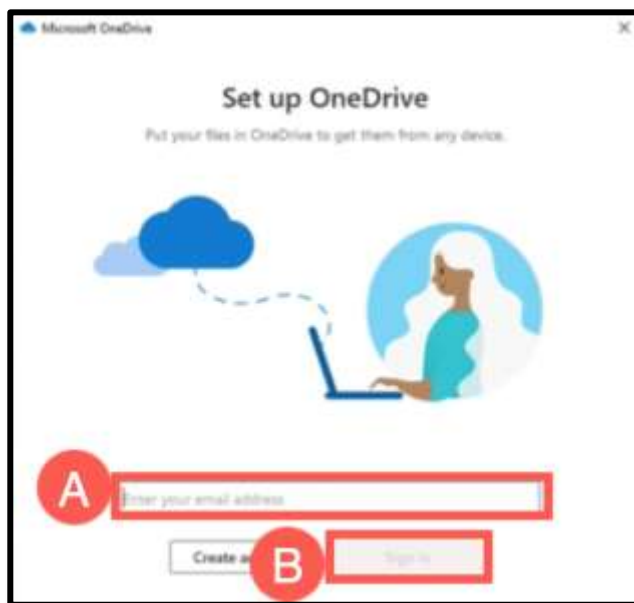 Microsoft OneDrive
Set up OneDrive
Put your files in OneDrive to get them from any device.
A
Enter your email address
Create a
B
Sign in